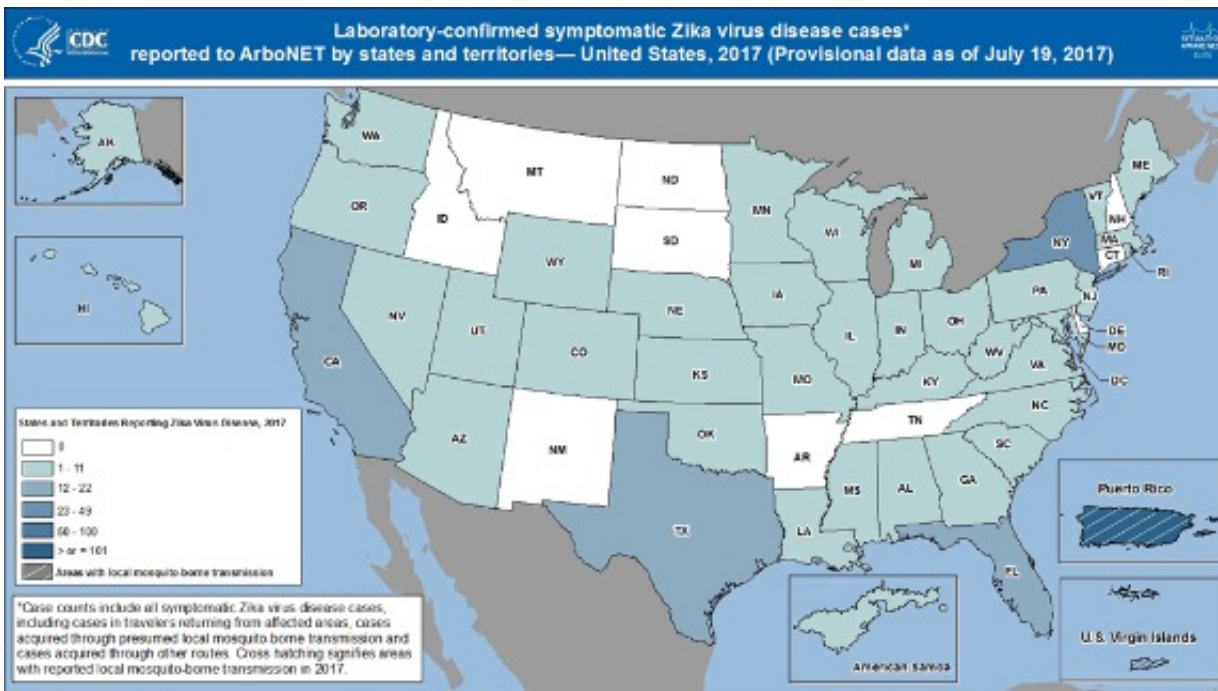 CDC
Laboratory-confirmed symptomatic Zika virus disease cases*
reported to ArboNET by states and territories— United States, 2017 (Provisional data as of July 19, 2017)
AK
WA
MT
ND
ME
OR
ID
MN
VT
NH
SD
WI
NY
MA
CT
RI
WY
MI
HI
IA
PA
NJ
NV
NE
OH
DE
UT
IL
IN
MD
CA
CO
WV
VA
DC
KS
MO
KY
NC
TN
AZ
OK
NM
AR
SC
MS
AL
GA
Puerto Rico
TX
LA
FL
States and Territories Reporting Zika Virus Disease, 2017
0
1 - 11
12 - 22
23 - 49
50 - 100
> or = 101
Areas with local mosquito-borne transmission
*Case counts include all symptomatic Zika virus disease cases,
including cases in travelers returning from affected areas, cases
acquired through presumed local mosquito-borne transmission and
cases acquired through other routes. Cross hatching signifies areas
with reported local mosquito-borne transmission in 2017.
American Samoa
U.S. Virgin Islands